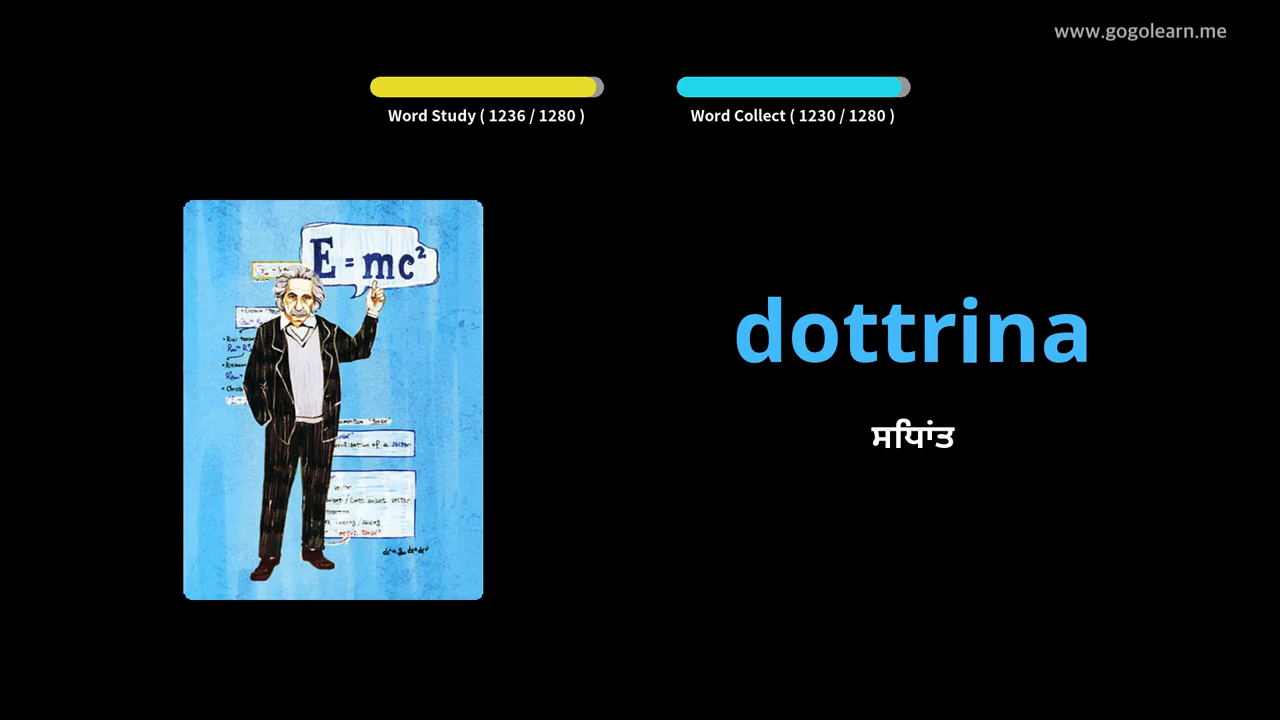 www.gogolearn.me
Word Study ( 1236 / 1280 )
Word Collect ( 1230 / 1280 )
E = mc²
dottrina
ਸਧਿਾਂਤ